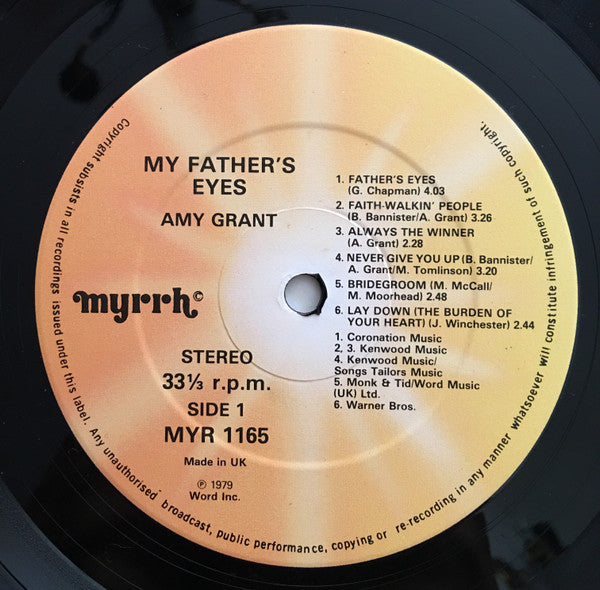 MY FATHER'S
EYES
AMY GRANT
myrrh©
STEREO
33⅓ r.p.m.
SIDE 1
MYR 1165
Made in UK
℗ 1979
Word Inc.
1. FATHER'S EYES
(G. Chapman) 4.03
2. FAITH-WALKIN' PEOPLE
(B. Bannister/A. Grant) 3.26
3. ALWAYS THE WINNER
(A. Grant) 2.28
4. NEVER GIVE YOU UP (B. Bannister/
A. Grant/M. Tomlinson) 3.20
5. BRIDEGROOM (M. McCall/
M. Moorhead) 2.48
6. LAY DOWN (THE BURDEN OF
YOUR HEART) (J. Winchester) 2.44
1. Coronation Music
2, 3. Kenwood Music
4. Kenwood Music/
Songs Tailors Music
5. Monk & Tid/Word Music
(UK) Ltd.
6. Warner Bros.
Copyright subsists in all recordings issued under this label. Any unauthorised broadcast, public performance, copying or re-recording in any manner whatsoever will constitute infringement of such copyright.